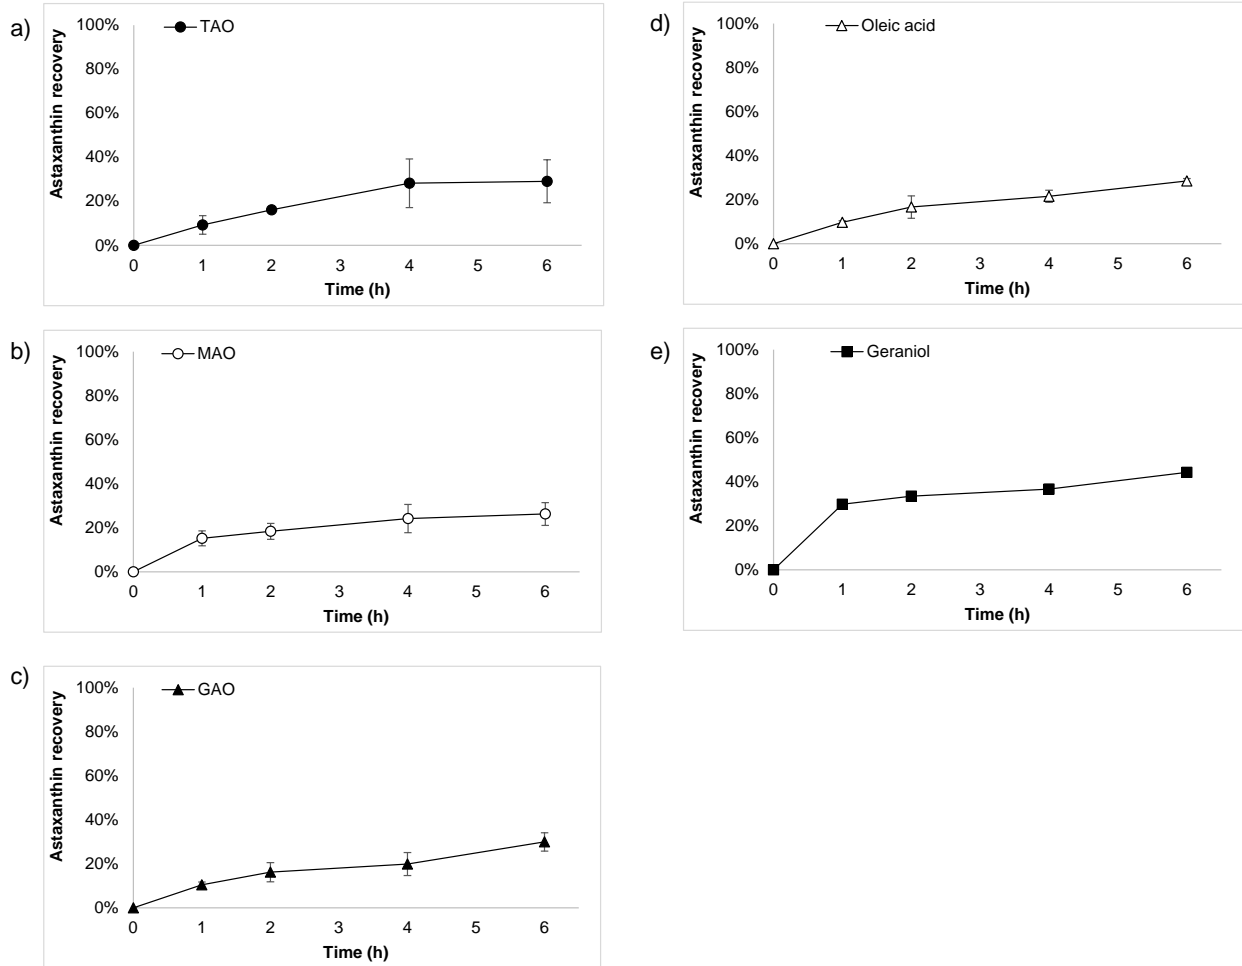 a)
TAO
Astaxanthin recovery
100%
80%
60%
40%
20%
0%
0 1 2 3 4 5 6
Time (h)
b)
MAO
Astaxanthin recovery
100%
80%
60%
40%
20%
0%
0 1 2 3 4 5 6
Time (h)
c)
GAO
Astaxanthin recovery
100%
80%
60%
40%
20%
0%
0 1 2 3 4 5 6
Time (h)
d)
Oleic acid
Astaxanthin recovery
100%
80%
60%
40%
20%
0%
0 1 2 3 4 5 6
Time (h)
e)
Geraniol
Astaxanthin recovery
100%
80%
60%
40%
20%
0%
0 1 2 3 4 5 6
Time (h)